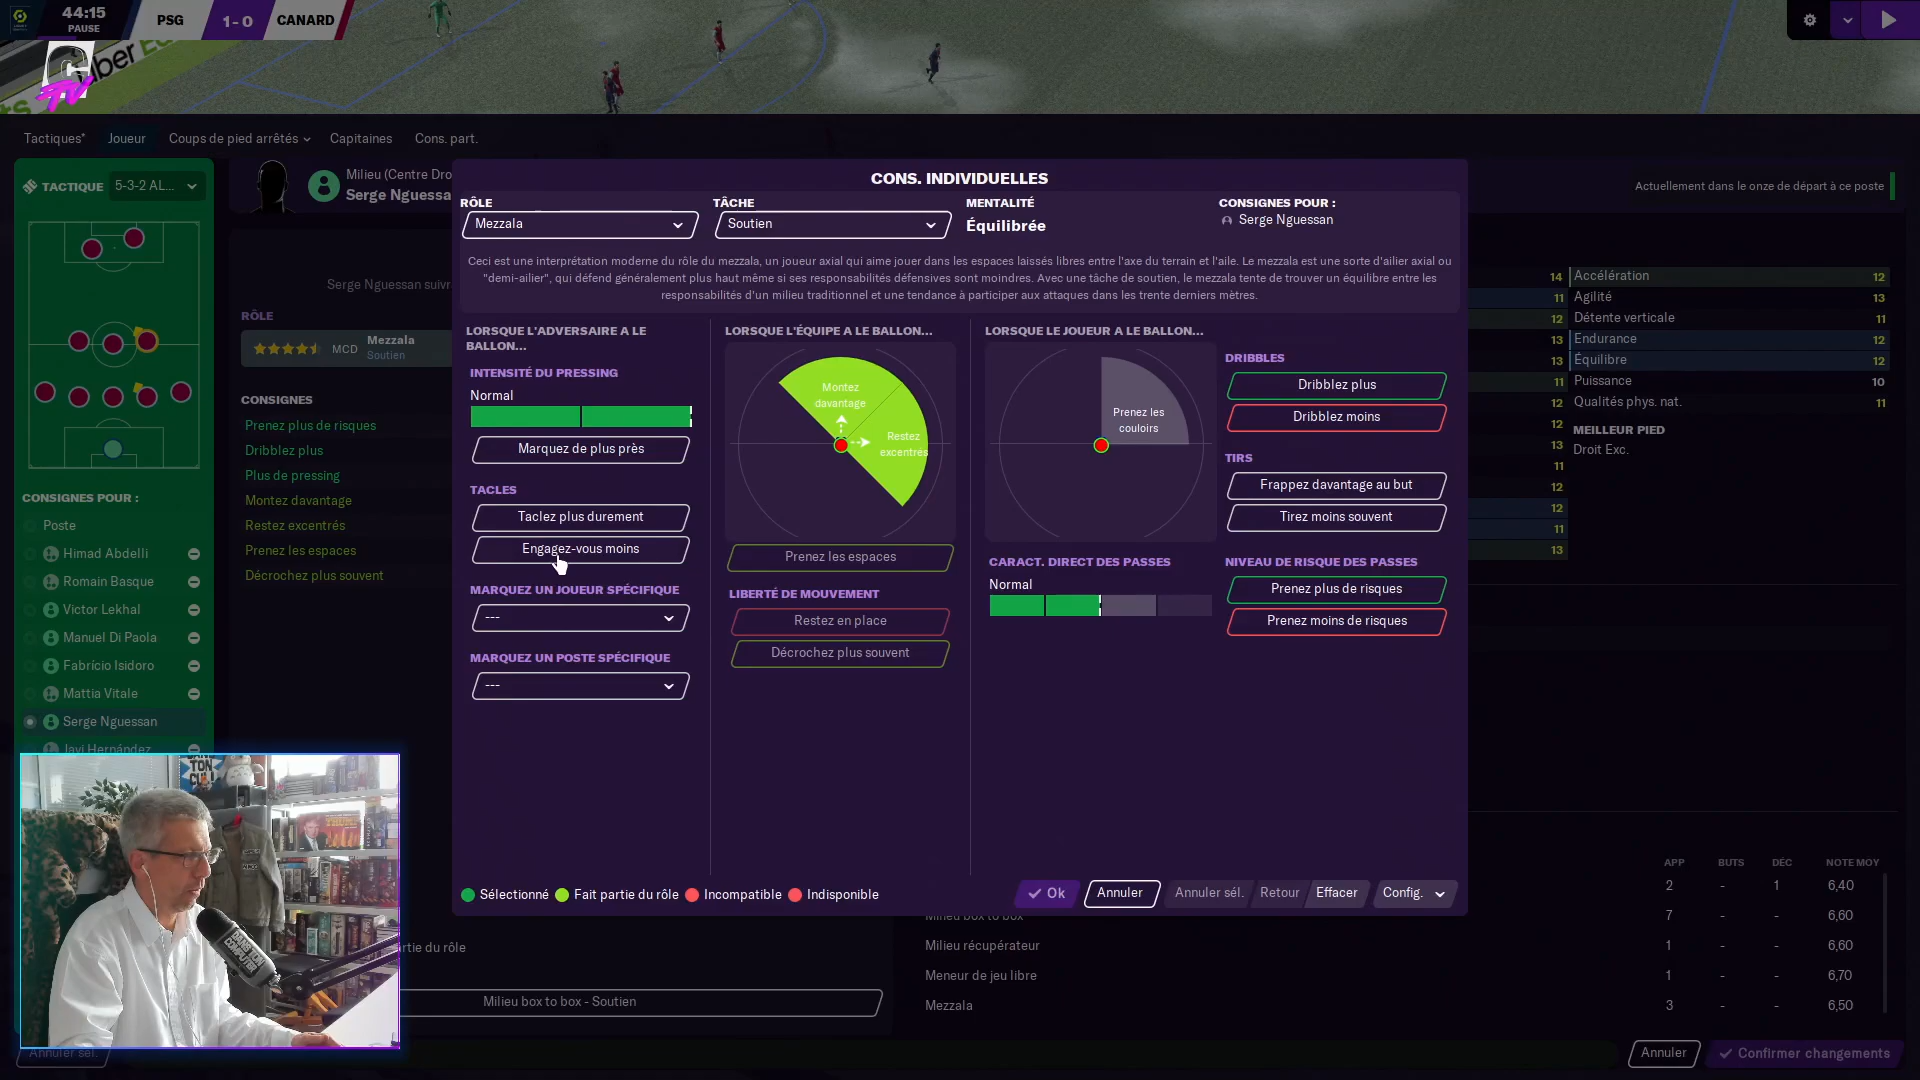 44:15
PAUSE
PSG
1 - 0
CANARD
TV
Tactiques*
Joueur
Coups de pied arrêtés
Capitaines
Cons. part.
TACTIQUE
5-3-2 AL...
Milieu (Centre Dro
Serge Nguessa
Actuellement dans le onze de départ à ce poste
Serge Nguessan suivr
RÔLE
MCD
Mezzala
Soutien
CONSIGNES
Prenez plus de risques
Dribblez plus
Plus de pressing
Montez davantage
Restez excentrés
Prenez les espaces
Décrochez plus souvent
CONSIGNES POUR :
Poste
Himad Abdelli
Romain Basque
Victor Lekhal
Manuel Di Paola
Fabrício Isidoro
Mattia Vitale
Serge Nguessan
Javi Hernández
CONS. INDIVIDUELLES
RÔLE
Mezzala
TÂCHE
Soutien
MENTALITÉ
Équilibrée
CONSIGNES POUR :
Serge Nguessan
Ceci est une interprétation moderne du rôle du mezzala, un joueur axial qui aime jouer dans les espaces laissés libres entre l'axe du terrain et l'aile. Le mezzala est une sorte d'ailier axial ou
"demi-ailier", qui défend généralement plus haut même si ses responsabilités défensives sont moindres. Avec une tâche de soutien, le mezzala tente de trouver un équilibre entre les
responsabilités d'un milieu traditionnel et une tendance à participer aux attaques dans les trente derniers mètres.
LORSQUE L'ADVERSAIRE A LE
BALLON...
INTENSITÉ DU PRESSING
Normal
Marquez de plus près
TACLES
Taclez plus durement
Engagez-vous moins
MARQUEZ UN JOUEUR SPÉCIFIQUE
---
MARQUEZ UN POSTE SPÉCIFIQUE
---
LORSQUE L'ÉQUIPE A LE BALLON...
Montez
davantage
Restez
excentrés
Prenez les espaces
LIBERTÉ DE MOUVEMENT
Restez en place
Décrochez plus souvent
LORSQUE LE JOUEUR A LE BALLON...
Prenez les
couloirs
CARACT. DIRECT DES PASSES
Normal
DRIBBLES
Dribblez plus
Dribblez moins
TIRS
Frappez davantage au but
Tirez moins souvent
NIVEAU DE RISQUE DES PASSES
Prenez plus de risques
Prenez moins de risques
Sélectionné
Fait partie du rôle
Incompatible
Indisponible
Ok
Annuler
Annuler sél.
Retour
Effacer
Config.
14
11
12
13
13
11
12
12
13
11
12
12
11
13
Accélération 12
Agilité 13
Détente verticale 11
Endurance 12
Équilibre 12
Puissance 10
Qualités phys. nat. 11
MEILLEUR PIED
Droit Exc.
APP BUTS DÉC NOTE MOY
2 - 1 6,40
Milieu box to box 7 - - 6,60
Milieu récupérateur 1 - - 6,60
Meneur de jeu libre 1 - - 6,70
Mezzala 3 - - 6,50
rtie du rôle
Milieu box to box - Soutien
DANS TON
COMPUTER
Annuler sél.
Annuler
Confirmer changements